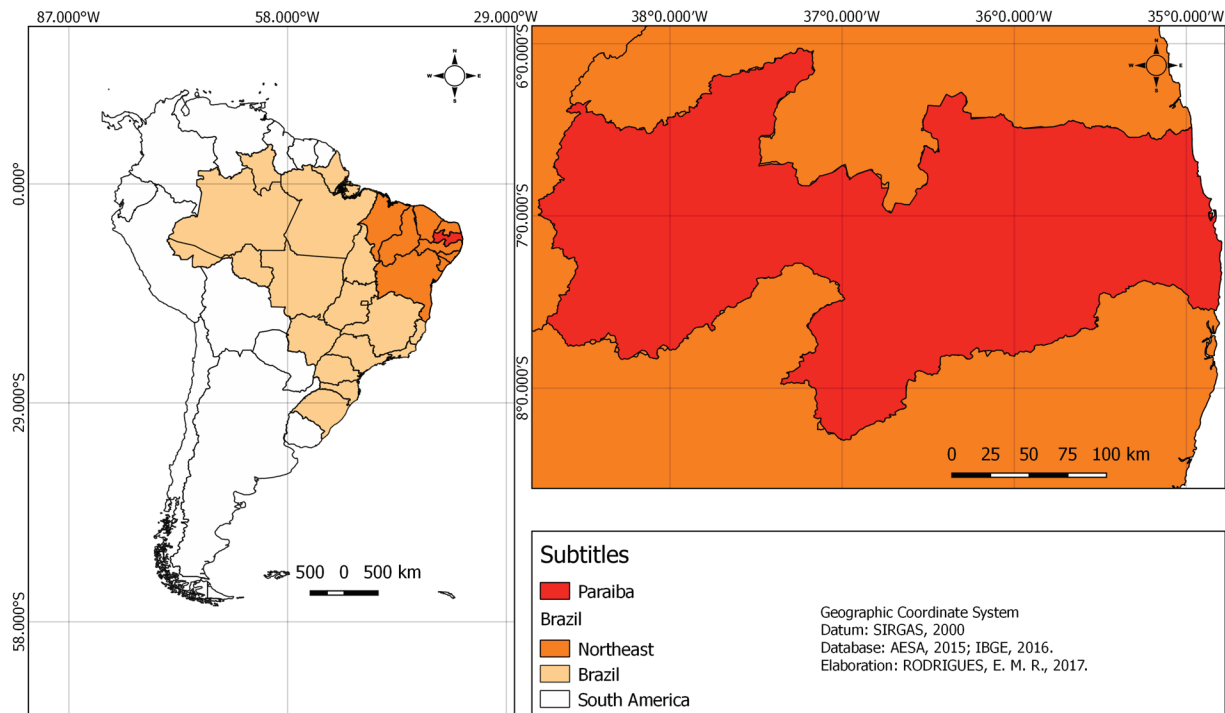 87.000°W 58.000°W 29.000°W
0.000°
29.000°S
58.000°S
N
W E
S
500 0 500 km
38°0.000'W 37°0.000'W 36°0.000'W 35°0.000'W
6°0.000'S
7°0.000'S
8°0.000'S
N
W E
S
0 25 50 75 100 km
Subtitles
Paraiba
Brazil
Northeast
Brazil
South America
Geographic Coordinate System
Datum: SIRGAS, 2000
Database: AESA, 2015; IBGE, 2016.
Elaboration: RODRIGUES, E. M. R., 2017.